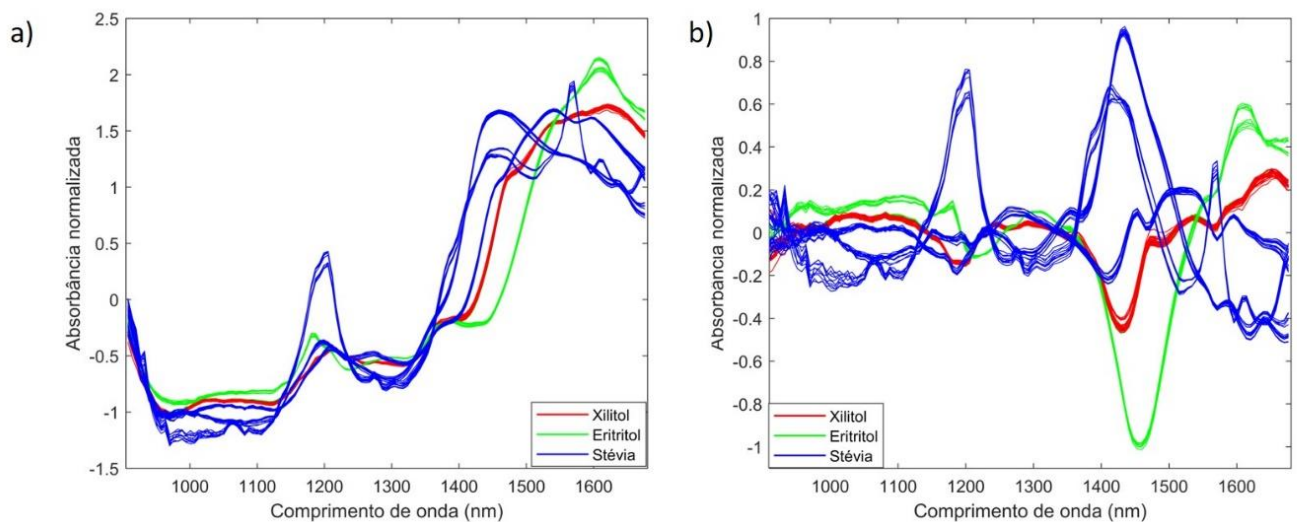 a)
Absorbância normalizada
2.5
2
1.5
1
0.5
0
-0.5
-1
-1.5
1000 1100 1200 1300 1400 1500 1600
Comprimento de onda (nm)
Xilitol
Eritritol
Stévia
b)
Absorbancia normalizada
1
0.8
0.6
0.4
0.2
0
-0.2
-0.4
-0.6
-0.8
-1
1000 1100 1200 1300 1400 1500 1600
Comprimento de onda (nm)
Xilitol
Eritritol
Stévia